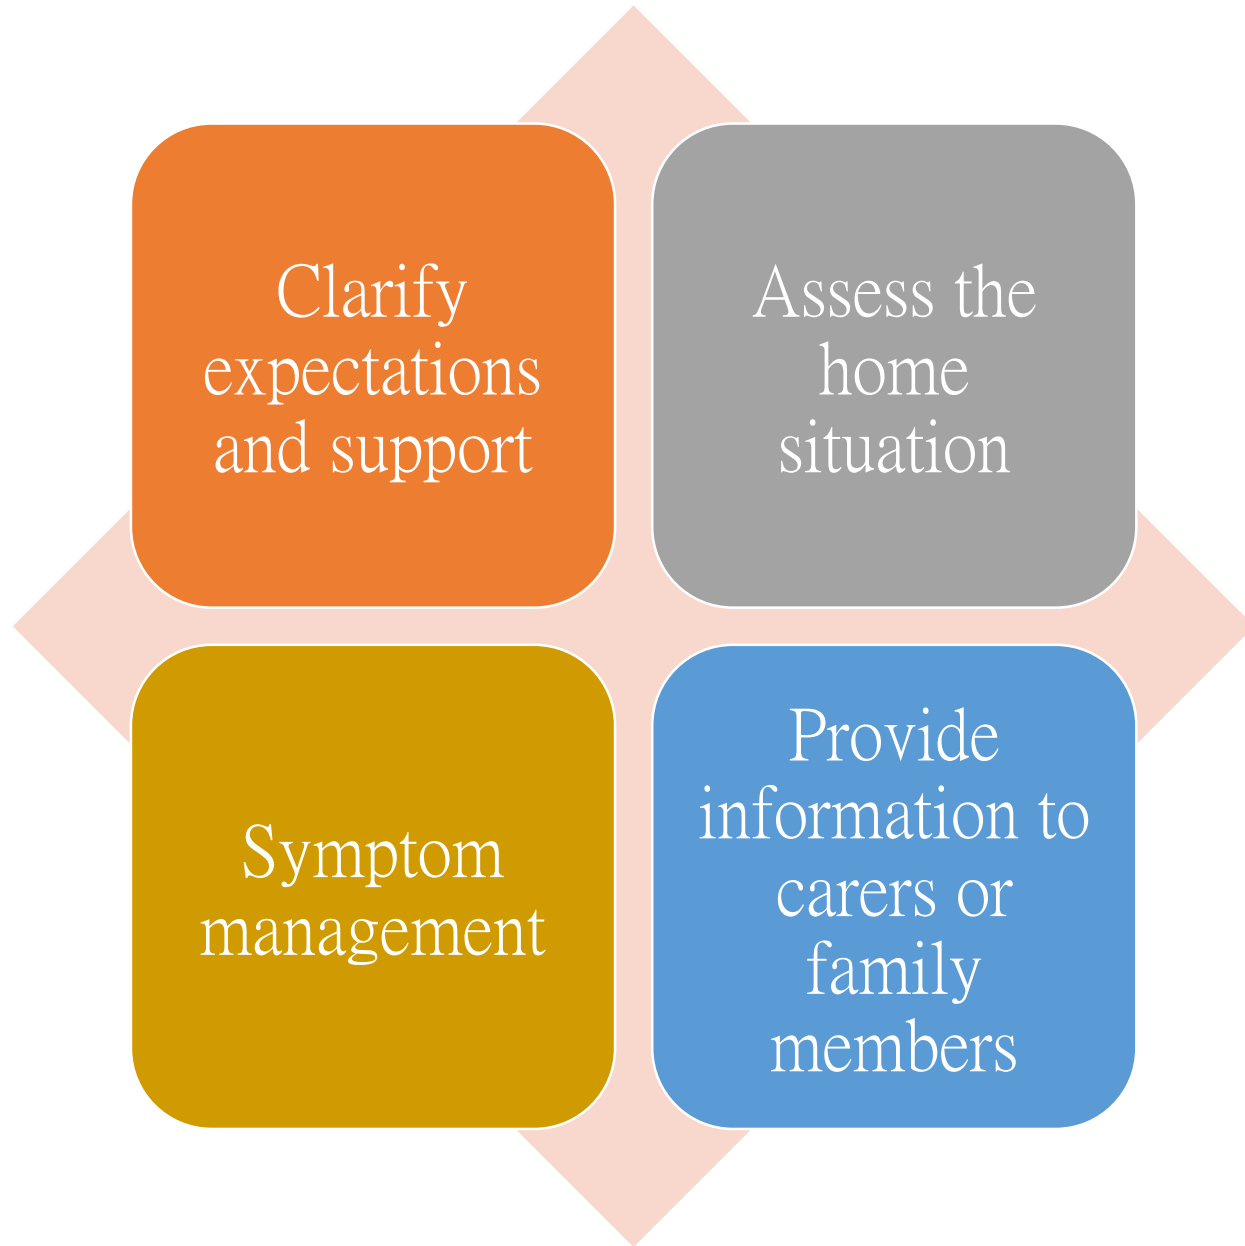 Clarify
expectations
and support
Assess the
home
situation
Symptom
management
Provide
information to
carers or
family
members